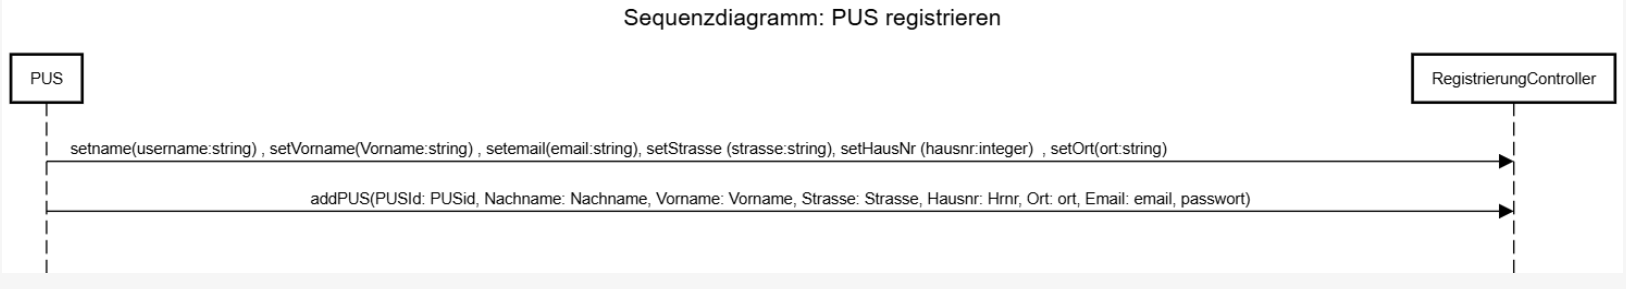 Sequenzdiagramm: PUS registrieren
PUS
RegistrierungController
setname(username:string) , setVorname(Vorname:string) , setemail(email:string), setStrasse (strasse:string), setHausNr (hausnr:integer)  , setOrt(ort:string)
addPUS(PUSId: PUSid, Nachname: Nachname, Vorname: Vorname, Strasse: Strasse, Hausnr: Hrnr, Ort: ort, Email: email, passwort)